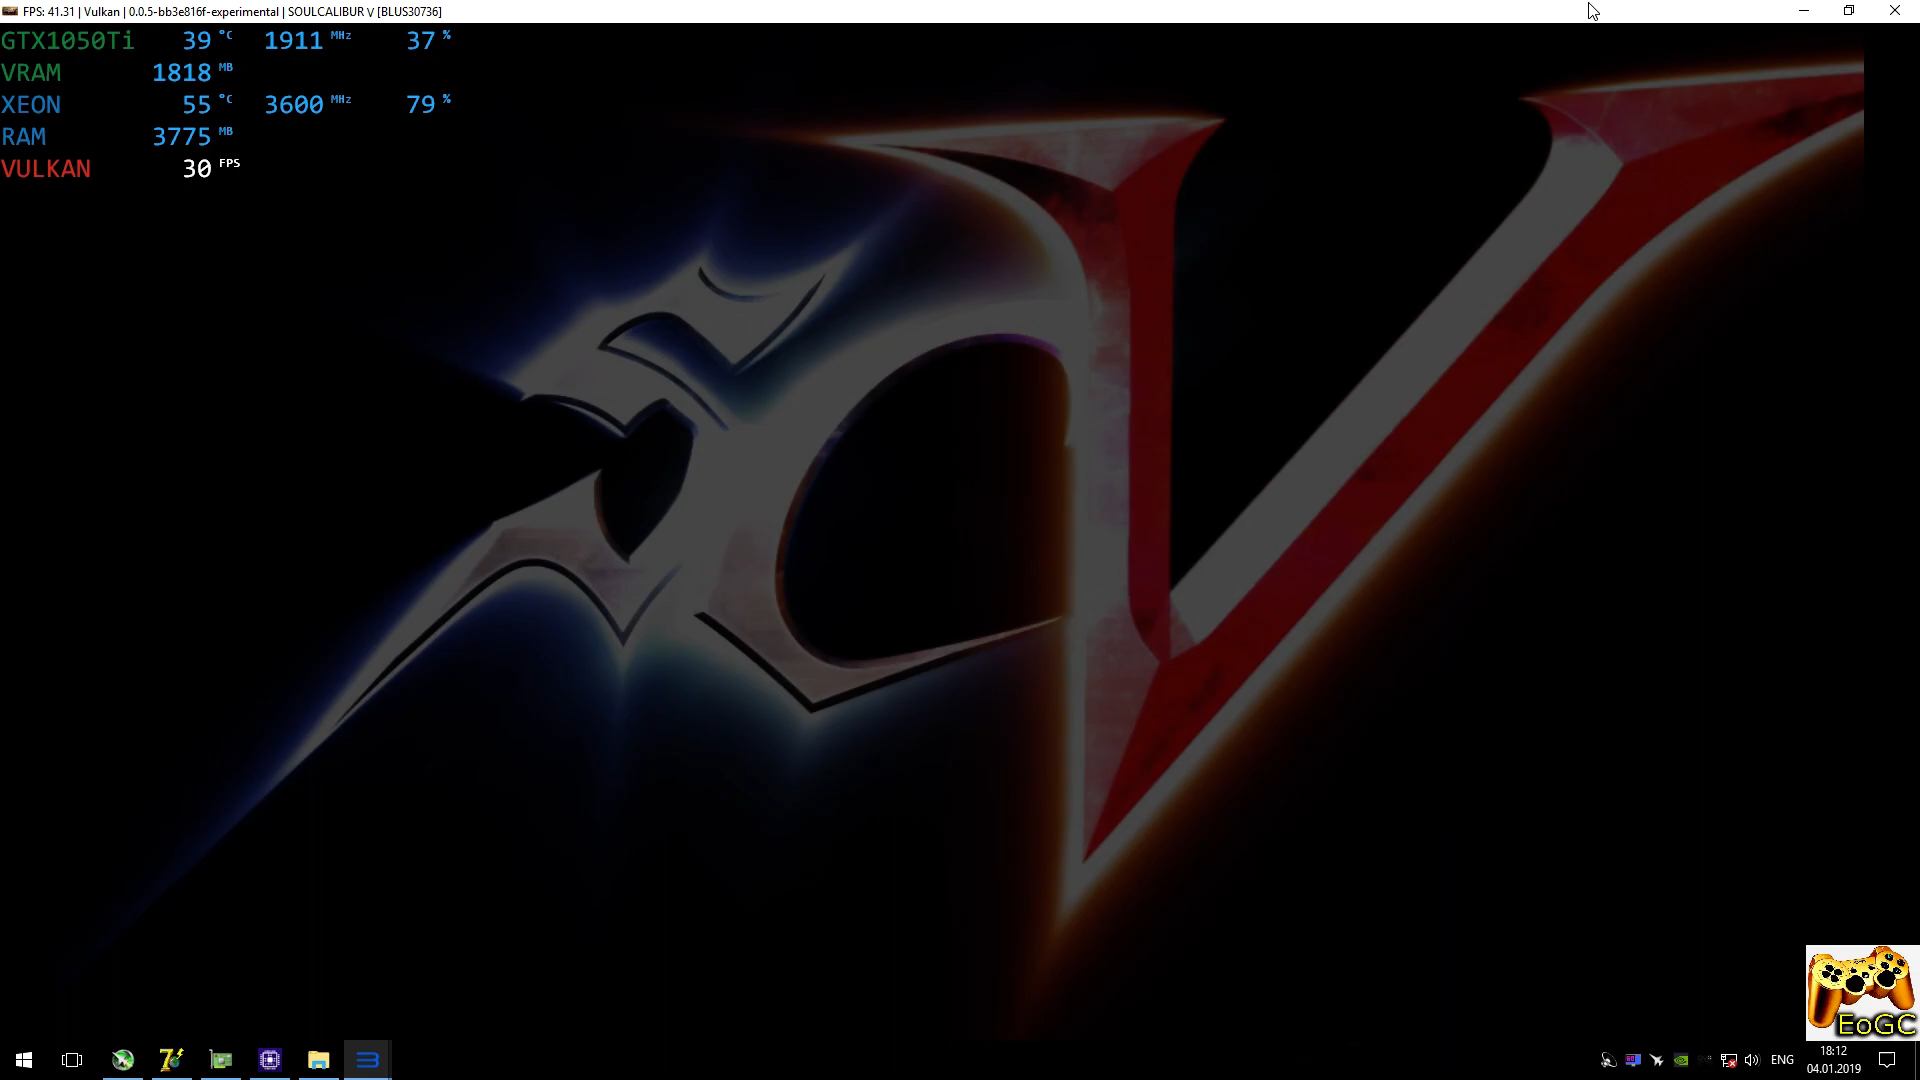 FPS: 41.31 | Vulkan | 0.0.5-bb3e816f-experimental | SOULCALIBUR V [BLUS30736]
GTX1050Ti 39 °C 1911 MHz 37 %
VRAM 1818 MB
XEON 55 °C 3600 MHz 79 %
RAM 3775 MB
VULKAN 30 FPS
EoGC
ENG 18:12
04.01.2019